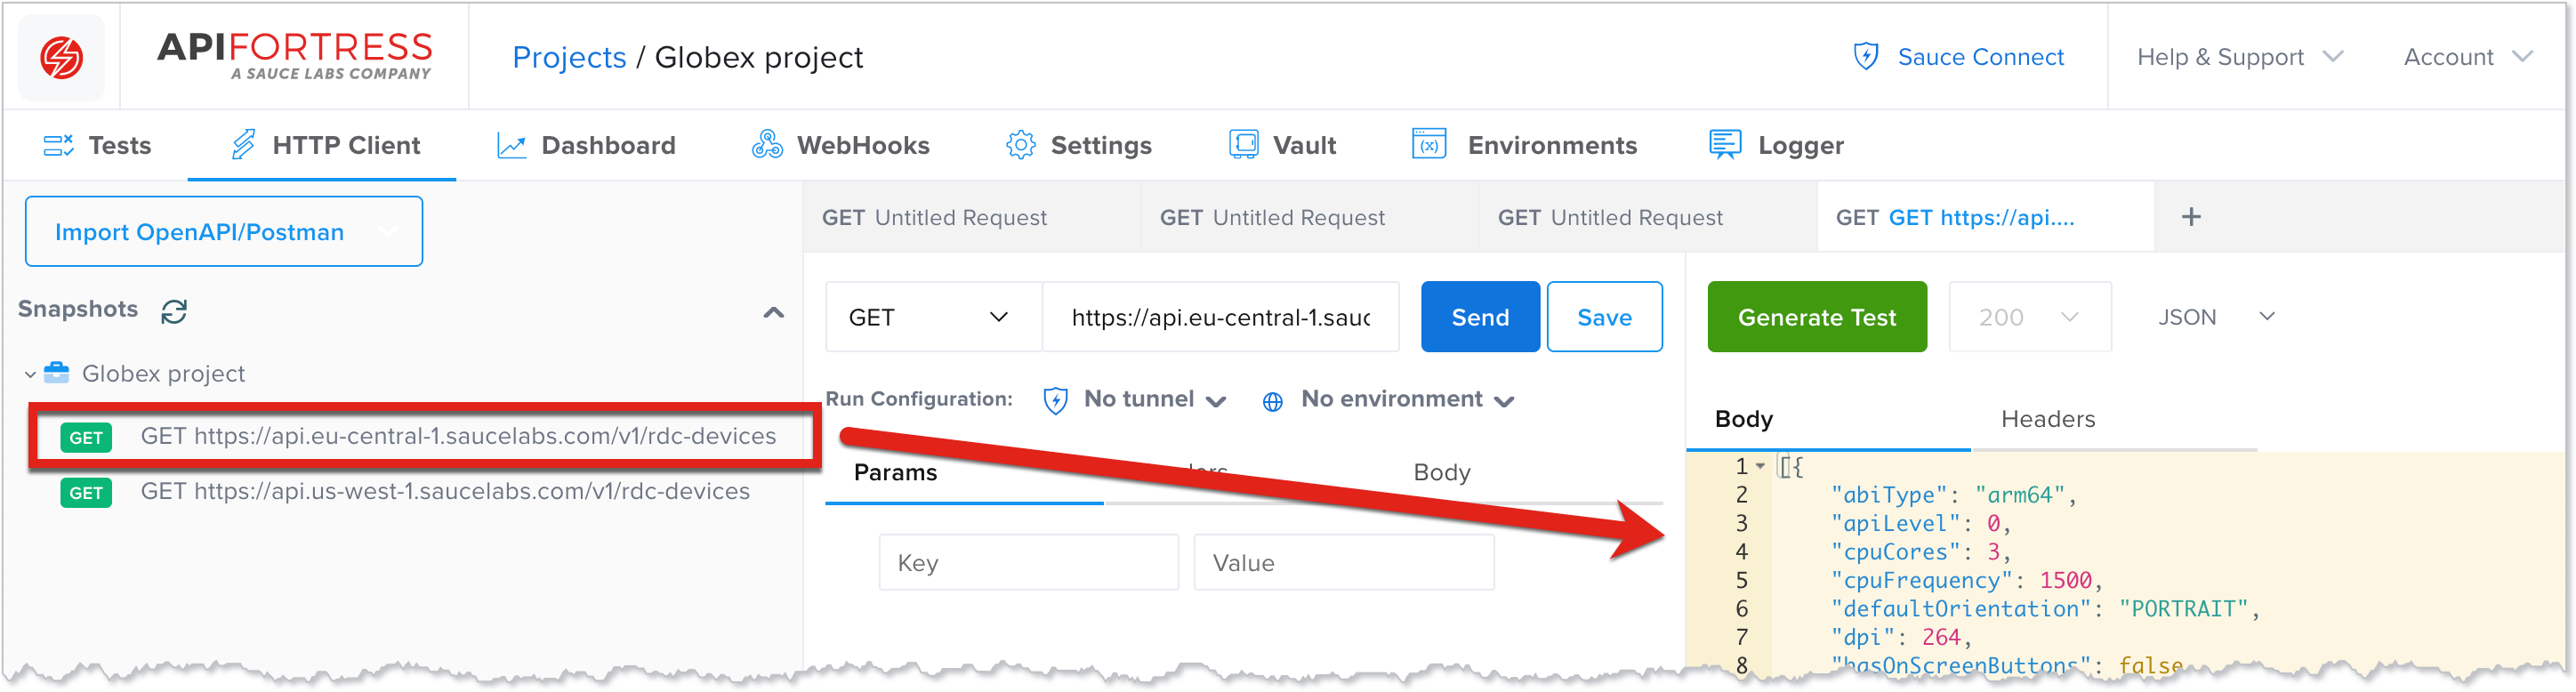 APIFORTRESS
A SAUCE LABS COMPANY
Projects / Globex project
Sauce Connect
Help & Support
Account
Tests
HTTP Client
Dashboard
WebHooks
Settings
Vault
Environments
Logger
Import OpenAPI/Postman
Snapshots
Globex project
GET GET https://api.eu-central-1.saucelabs.com/v1/rdc-devices
GET GET https://api.us-west-1.saucelabs.com/v1/rdc-devices
GET Untitled Request
GET Untitled Request
GET Untitled Request
GET GET https://api....
+
GET
https://api.eu-central-1.sauc
Send
Save
Run Configuration:
No tunnel
No environment
Params
Body
Key
Value
Generate Test
200
JSON
Body
Headers
1 [{
2 "abiType": "arm64",
3 "apiLevel": 0,
4 "cpuCores": 3,
5 "cpuFrequency": 1500,
6 "defaultOrientation": "PORTRAIT",
7 "dpi": 264,
8 "hasOnScreenButtons": false